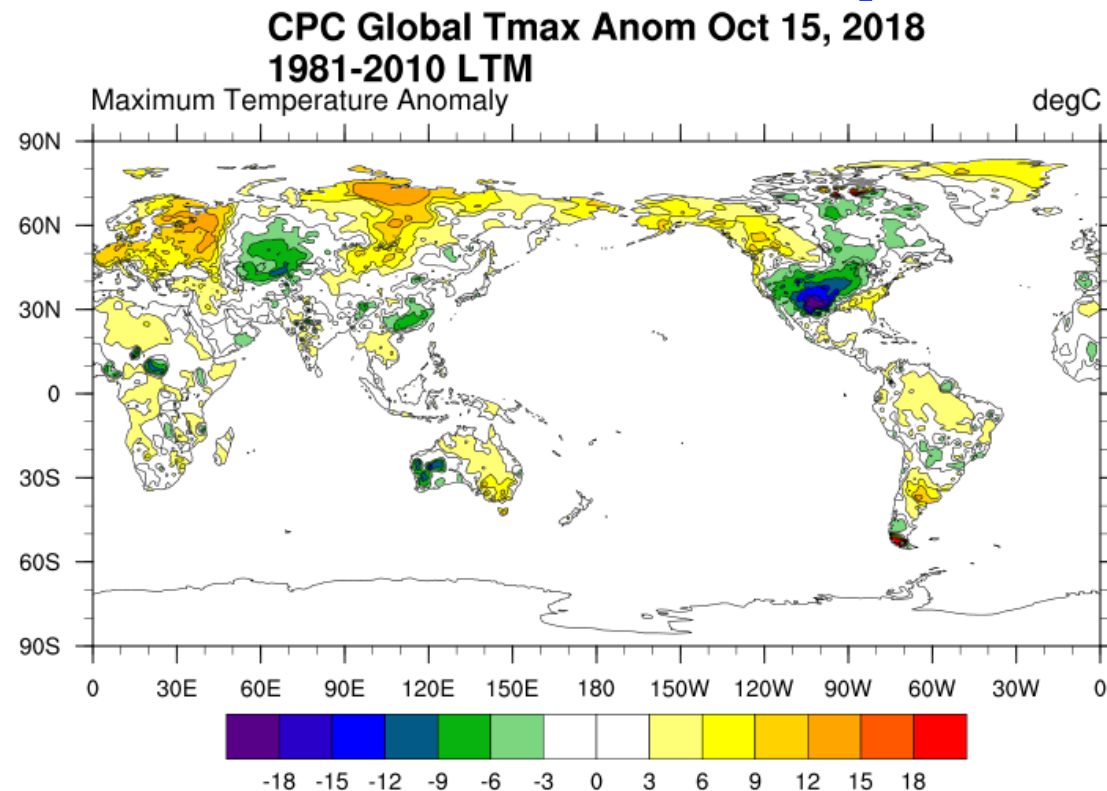 CPC Global Tmax Anom Oct 15, 2018
1981-2010 LTM
Maximum Temperature Anomaly degC
90N
60N
30N
0
30S
60S
90S
0 30E 60E 90E 120E 150E 180 150W 120W 90W 60W 30W 0
-18 -15 -12 -9 -6 -3 0 3 6 9 12 15 18